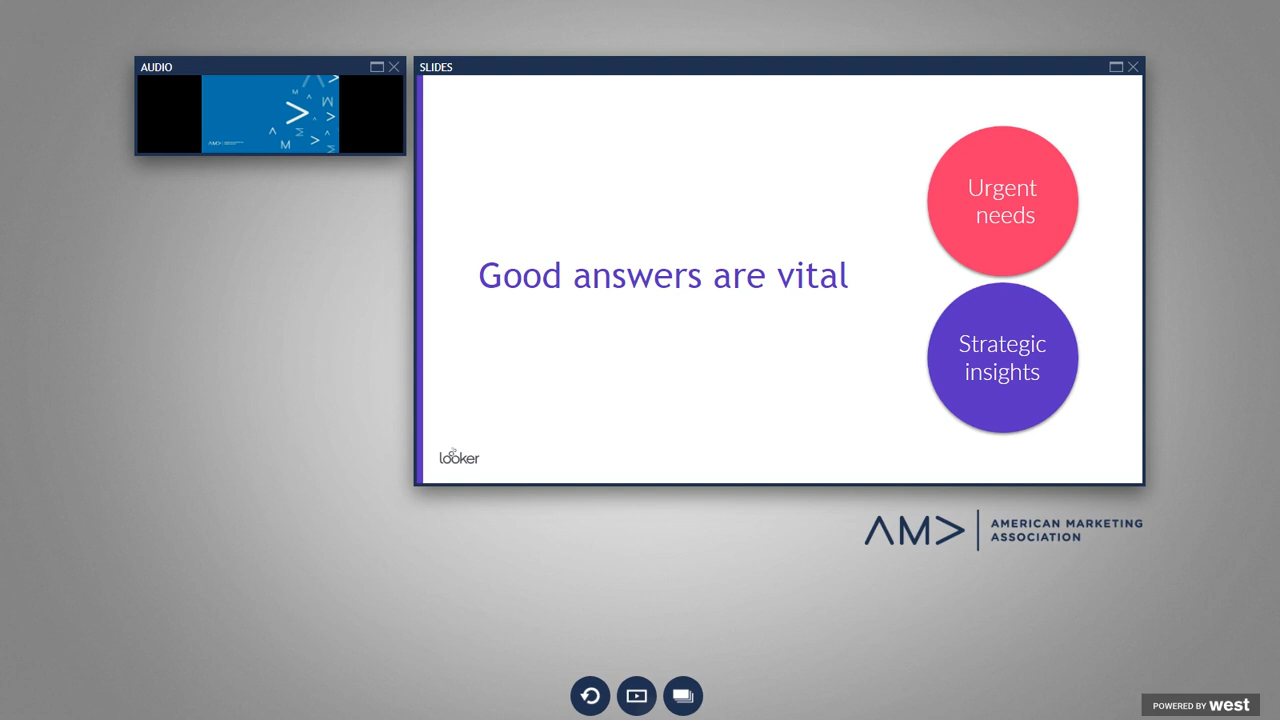 AUDIO
SLIDES
Urgent
needs
Good answers are vital
Strategic
insights
looker
AMERICAN MARKETING
ASSOCIATION
POWERED BY west